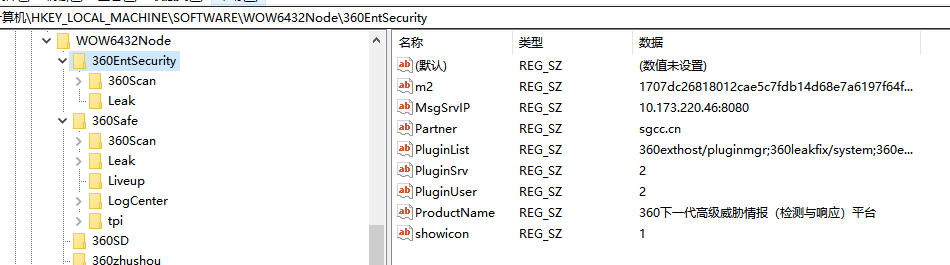 计算机\HKEY_LOCAL_MACHINE\SOFTWARE\WOW6432Node\360EntSecurity
WOW6432Node
360EntSecurity
360Scan
Leak
360Safe
360Scan
Leak
Liveup
LogCenter
tpi
360SD
360zhushou
名称 类型 数据
(默认) REG_SZ (数值未设置)
m2 REG_SZ 1707dc26818012cae5c7fdb14d68e7a6197f64f...
MsgSrvIP REG_SZ 10.173.220.46:8080
Partner REG_SZ sgcc.cn
PluginList REG_SZ 360exthost/pluginmgr;360leakfix/system;360e...
PluginSrv REG_SZ 2
PluginUser REG_SZ 2
ProductName REG_SZ 360下一代高级威胁情报（检测与响应）平台
showicon REG_SZ 1